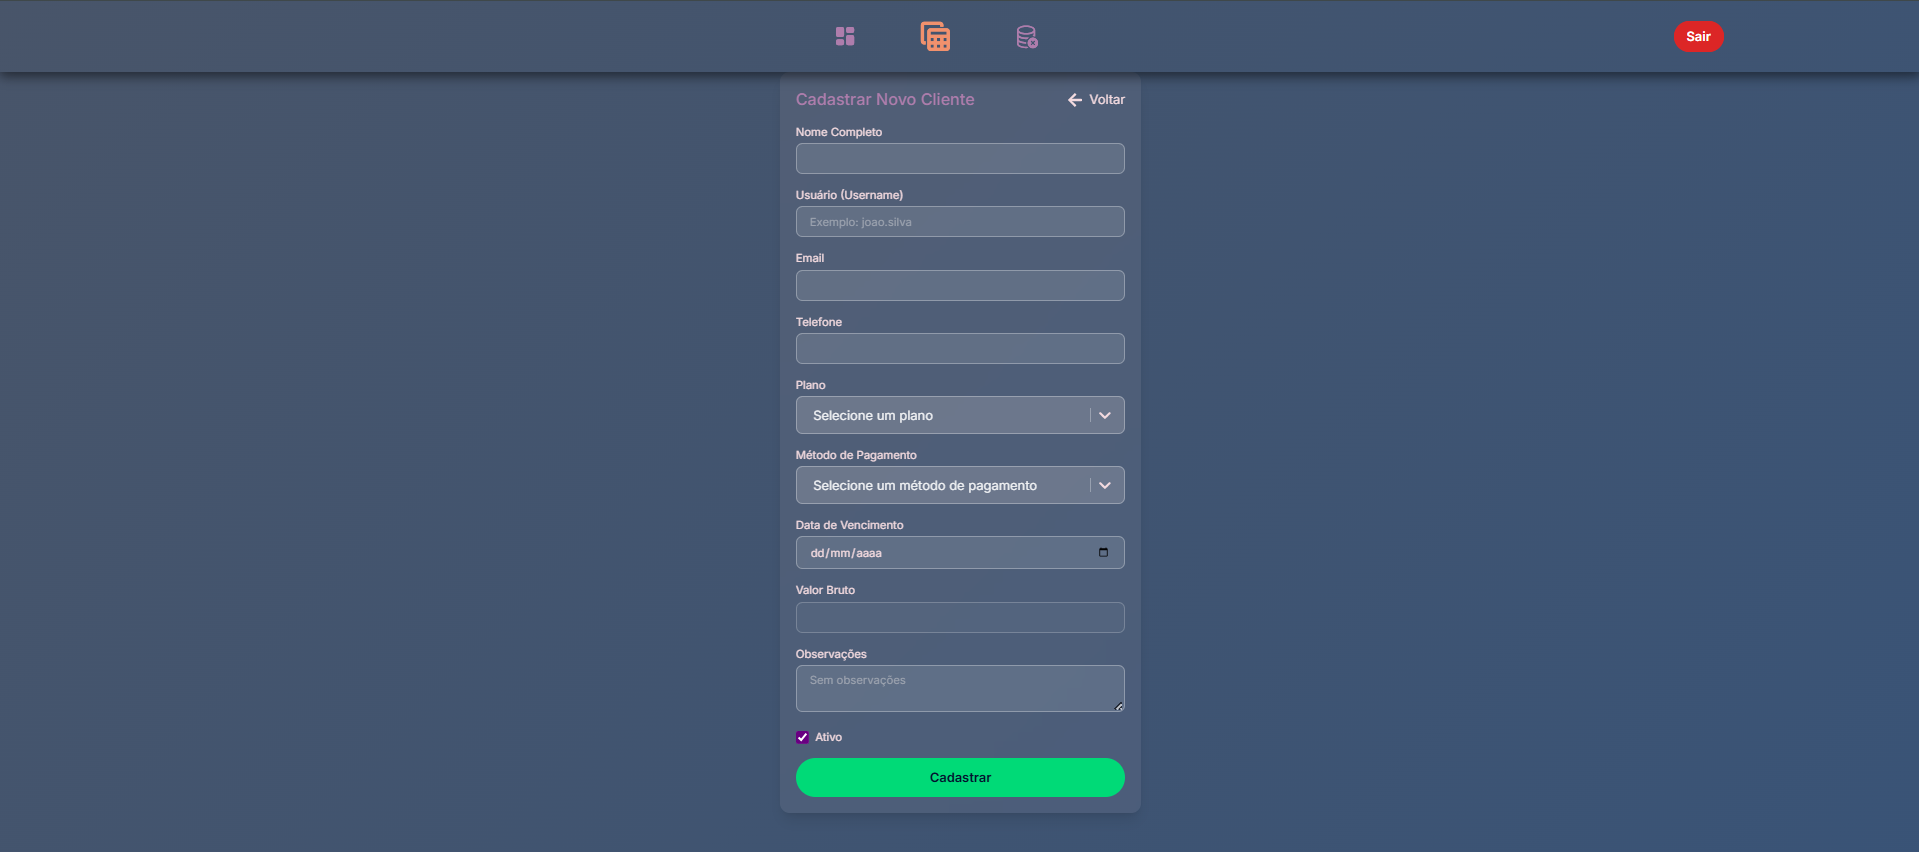 Sair
Cadastrar Novo Cliente
Voltar
Nome Completo
Usuário (Username)
Exemplo: joao.silva
Email
Telefone
Plano
Selecione um plano
Método de Pagamento
Selecione um método de pagamento
Data de Vencimento
dd/mm/aaaa
Valor Bruto
Observações
Sem observações
Ativo
Cadastrar